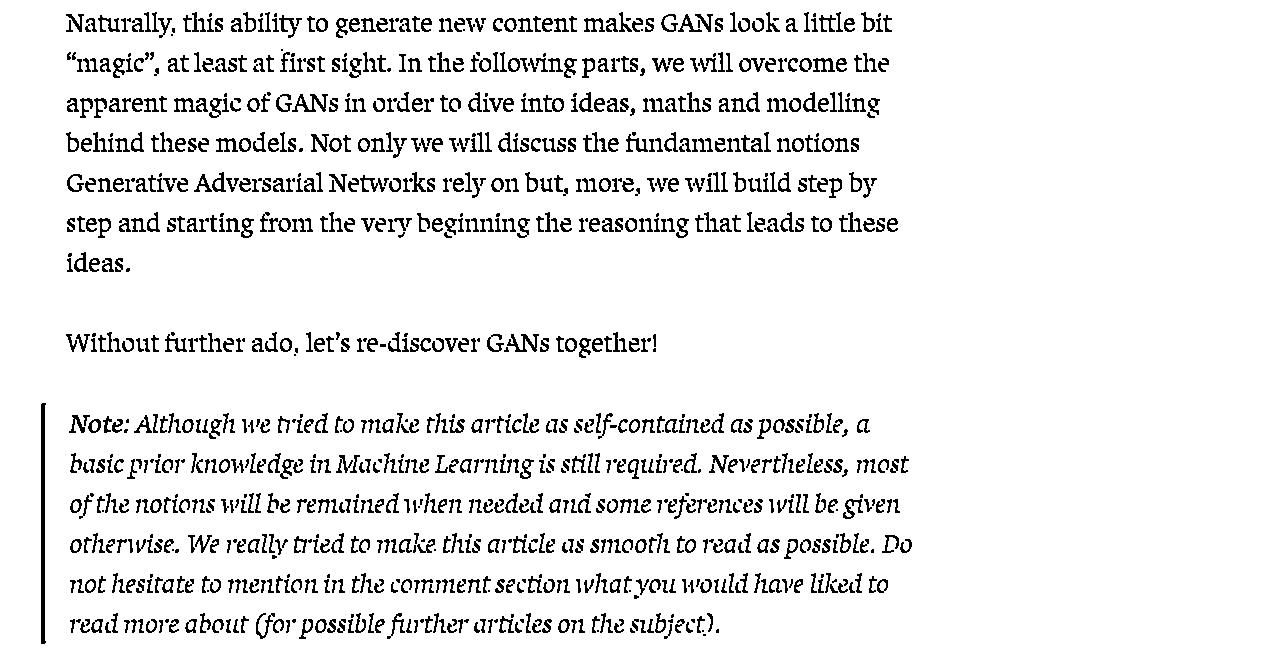 Naturally, this ability to generate new content makes GANs look a little bit
“magic”, at least at first sight. In the following parts, we will overcome the
apparent magic of GANs in order to dive into ideas, maths and modelling
behind these models. Not only we will discuss the fundamental notions
Generative Adversarial Networks rely on but, more, we will build step by
step and starting from the very beginning the reasoning that leads to these
ideas.
Without further ado, let’s re-discover GANs together!
Note: Although we tried to make this article as self-contained as possible, a
basic prior knowledge in Machine Learning is still required. Nevertheless, most
of the notions will be remained when needed and some references will be given
otherwise. We really tried to make this article as smooth to read as possible. Do
not hesitate to mention in the comment section what you would have liked to
read more about (for possible further articles on the subject).